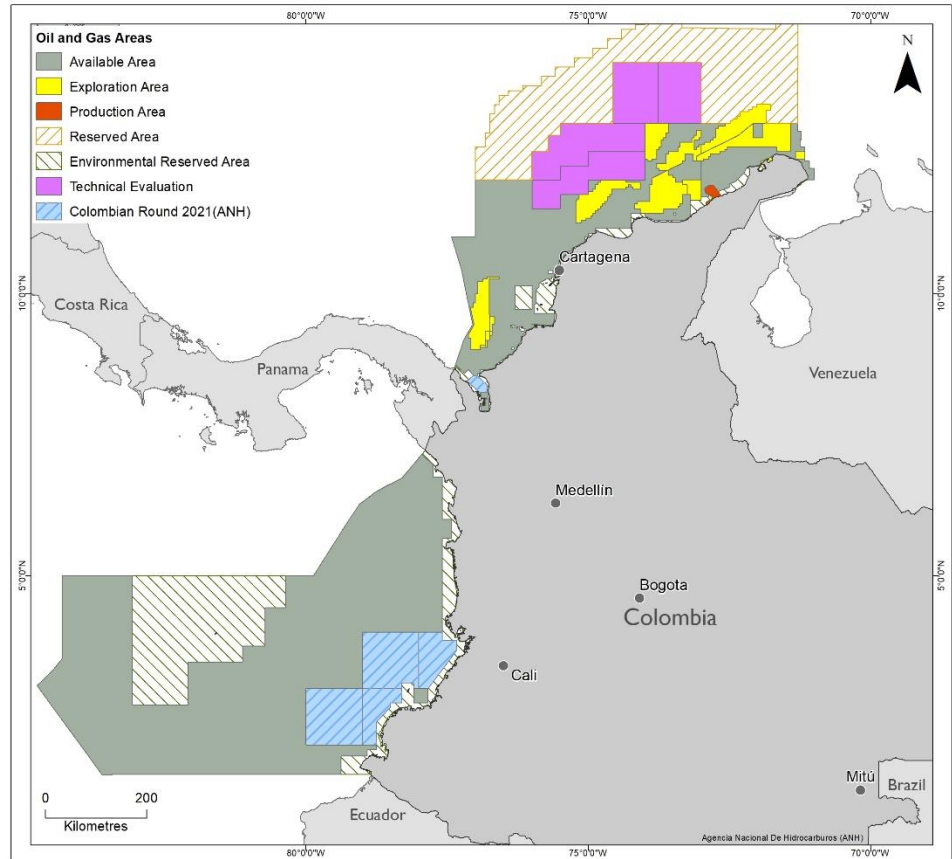 80°0'0"W 75°0'0"W 70°0'0"W
Oil and Gas Areas
Available Area
Exploration Area
Production Area
Reserved Area
Environmental Reserved Area
Technical Evaluation
Colombian Round 2021(ANH)
N
Cartagena
10°0'0"N 10°0'0"N
Costa Rica
Panama
Venezuela
Medellín
5°0'0"N 5°0'0"N
Bogota
Colombia
Cali
Mitú
Brazil
0 200
Kilometres
Ecuador
Agencia Nacional De Hidrocarburos (ANH)
80°0'0"W 75°0'0"W 70°0'0"W